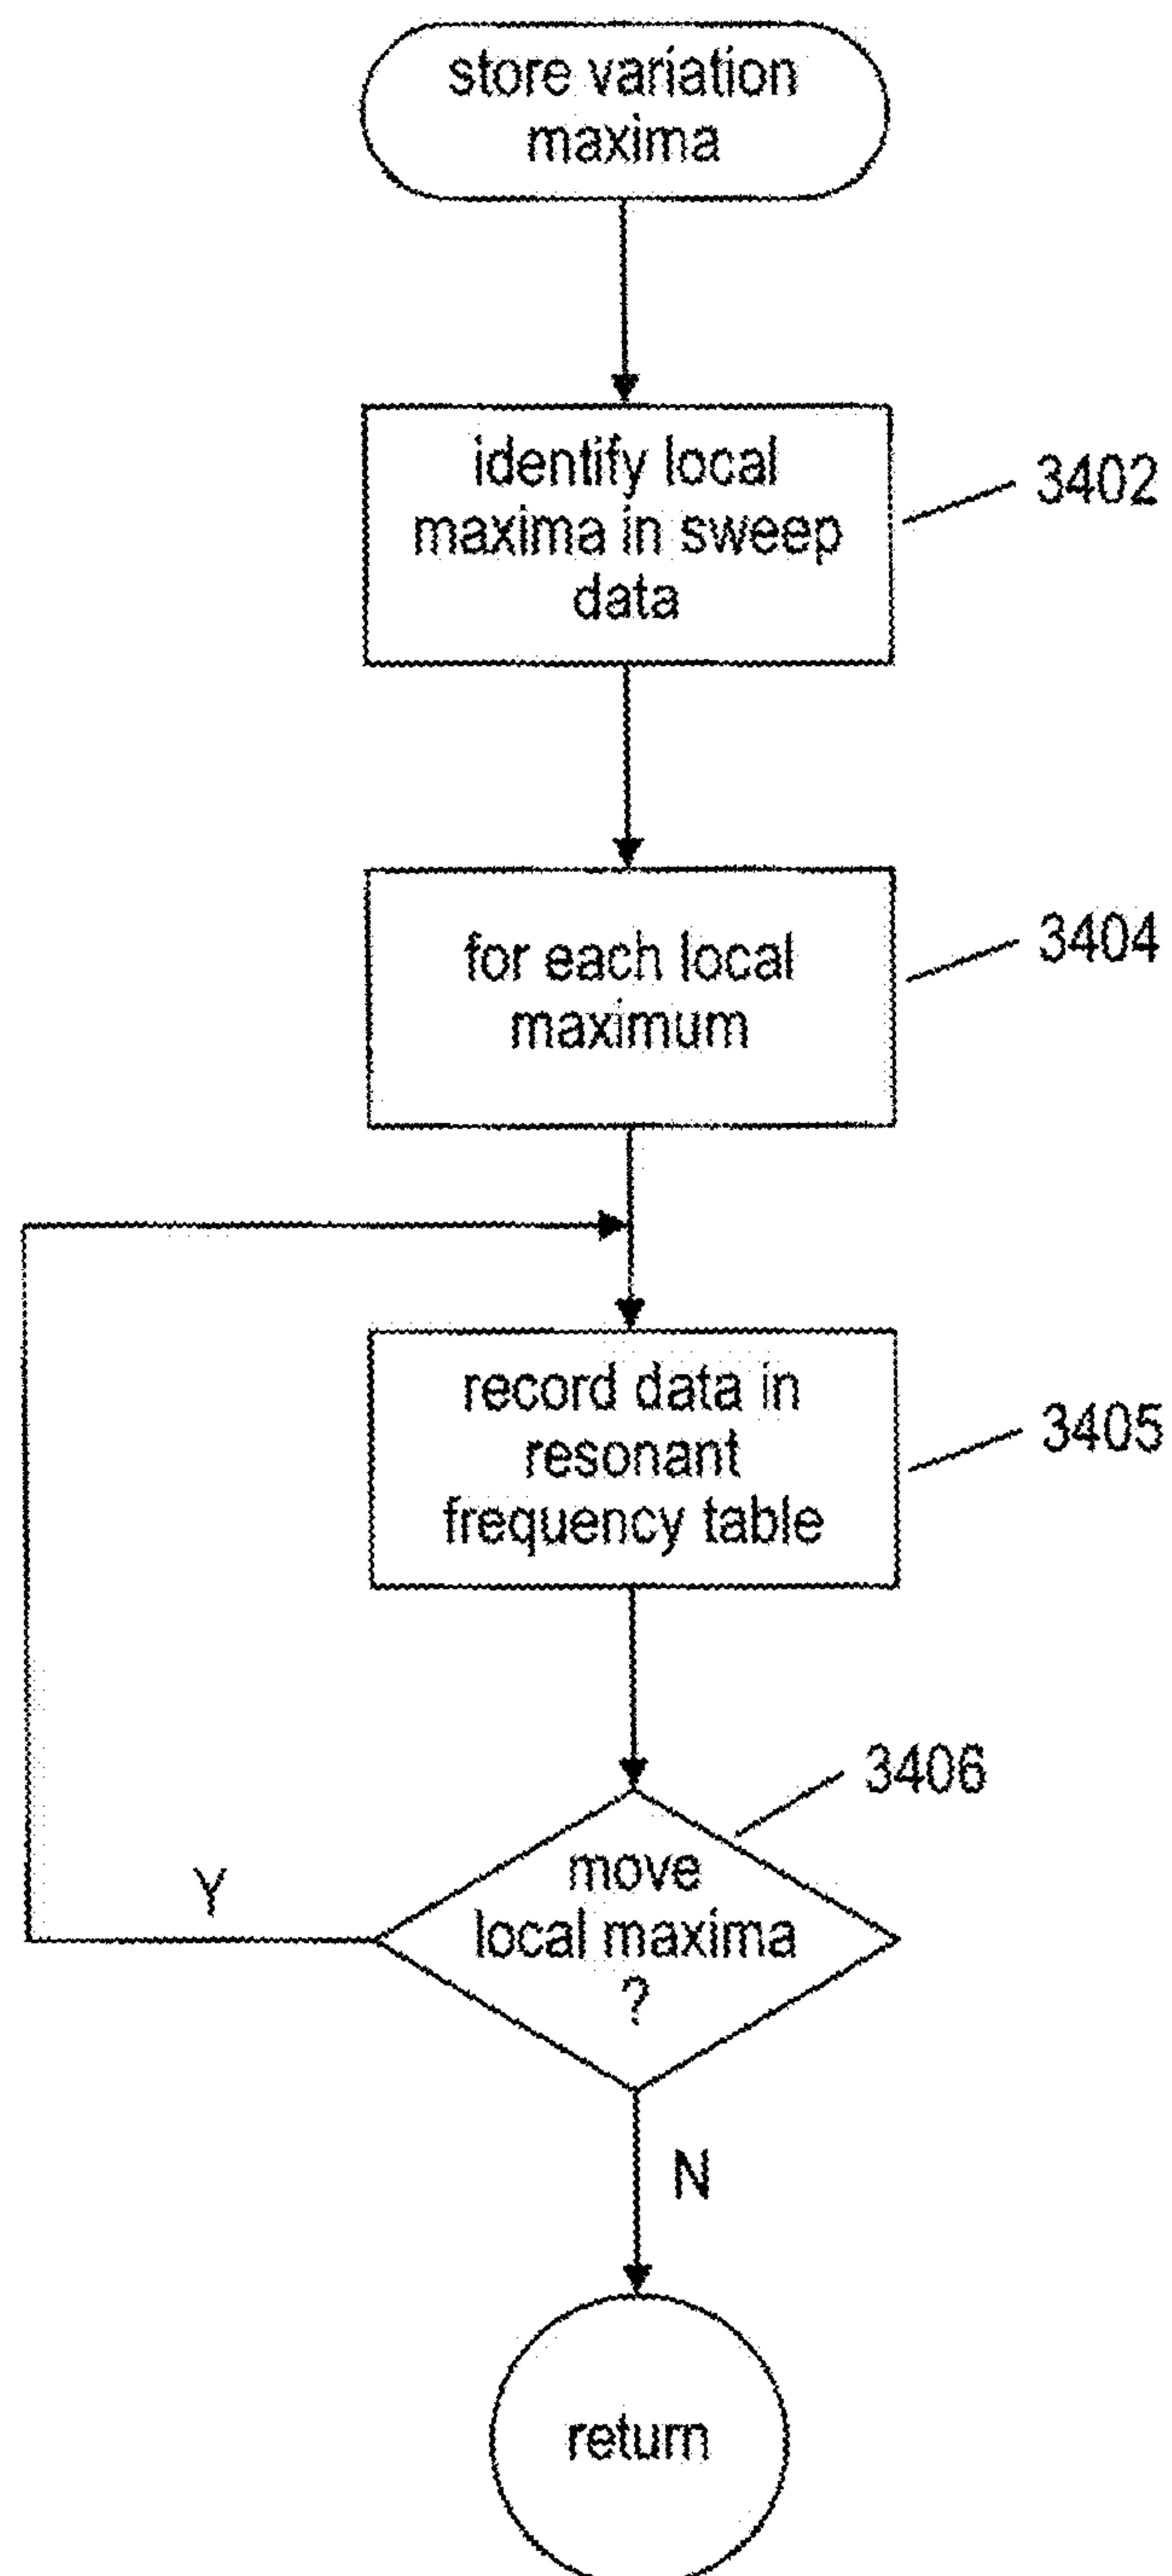 store variation
maxima
identify local
maxima in sweep
data
3402
for each local
maximum
3404
record data in
resonant
frequency table
3405
3406
move
local maxima
?
Y
N
return